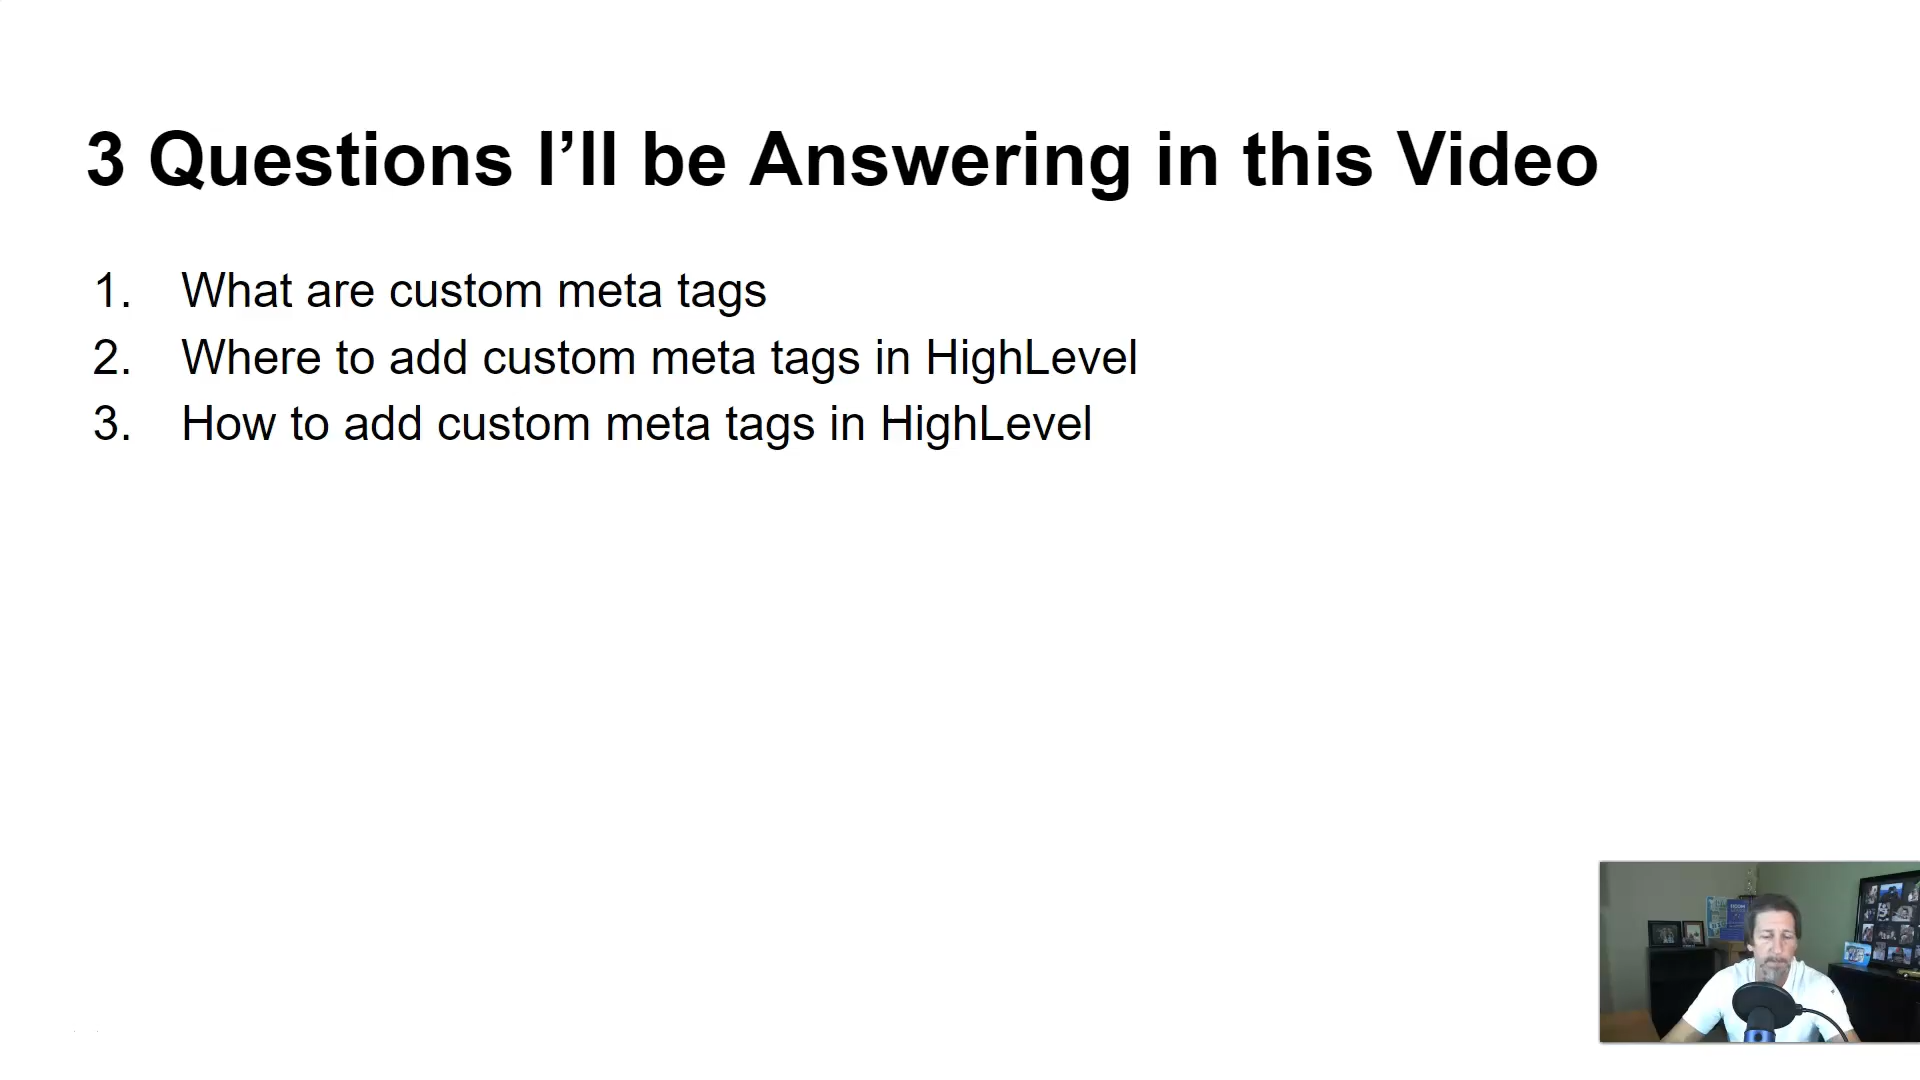 3 Questions I’ll be Answering in this Video
1. What are custom meta tags
2. Where to add custom meta tags in HighLevel
3. How to add custom meta tags in HighLevel